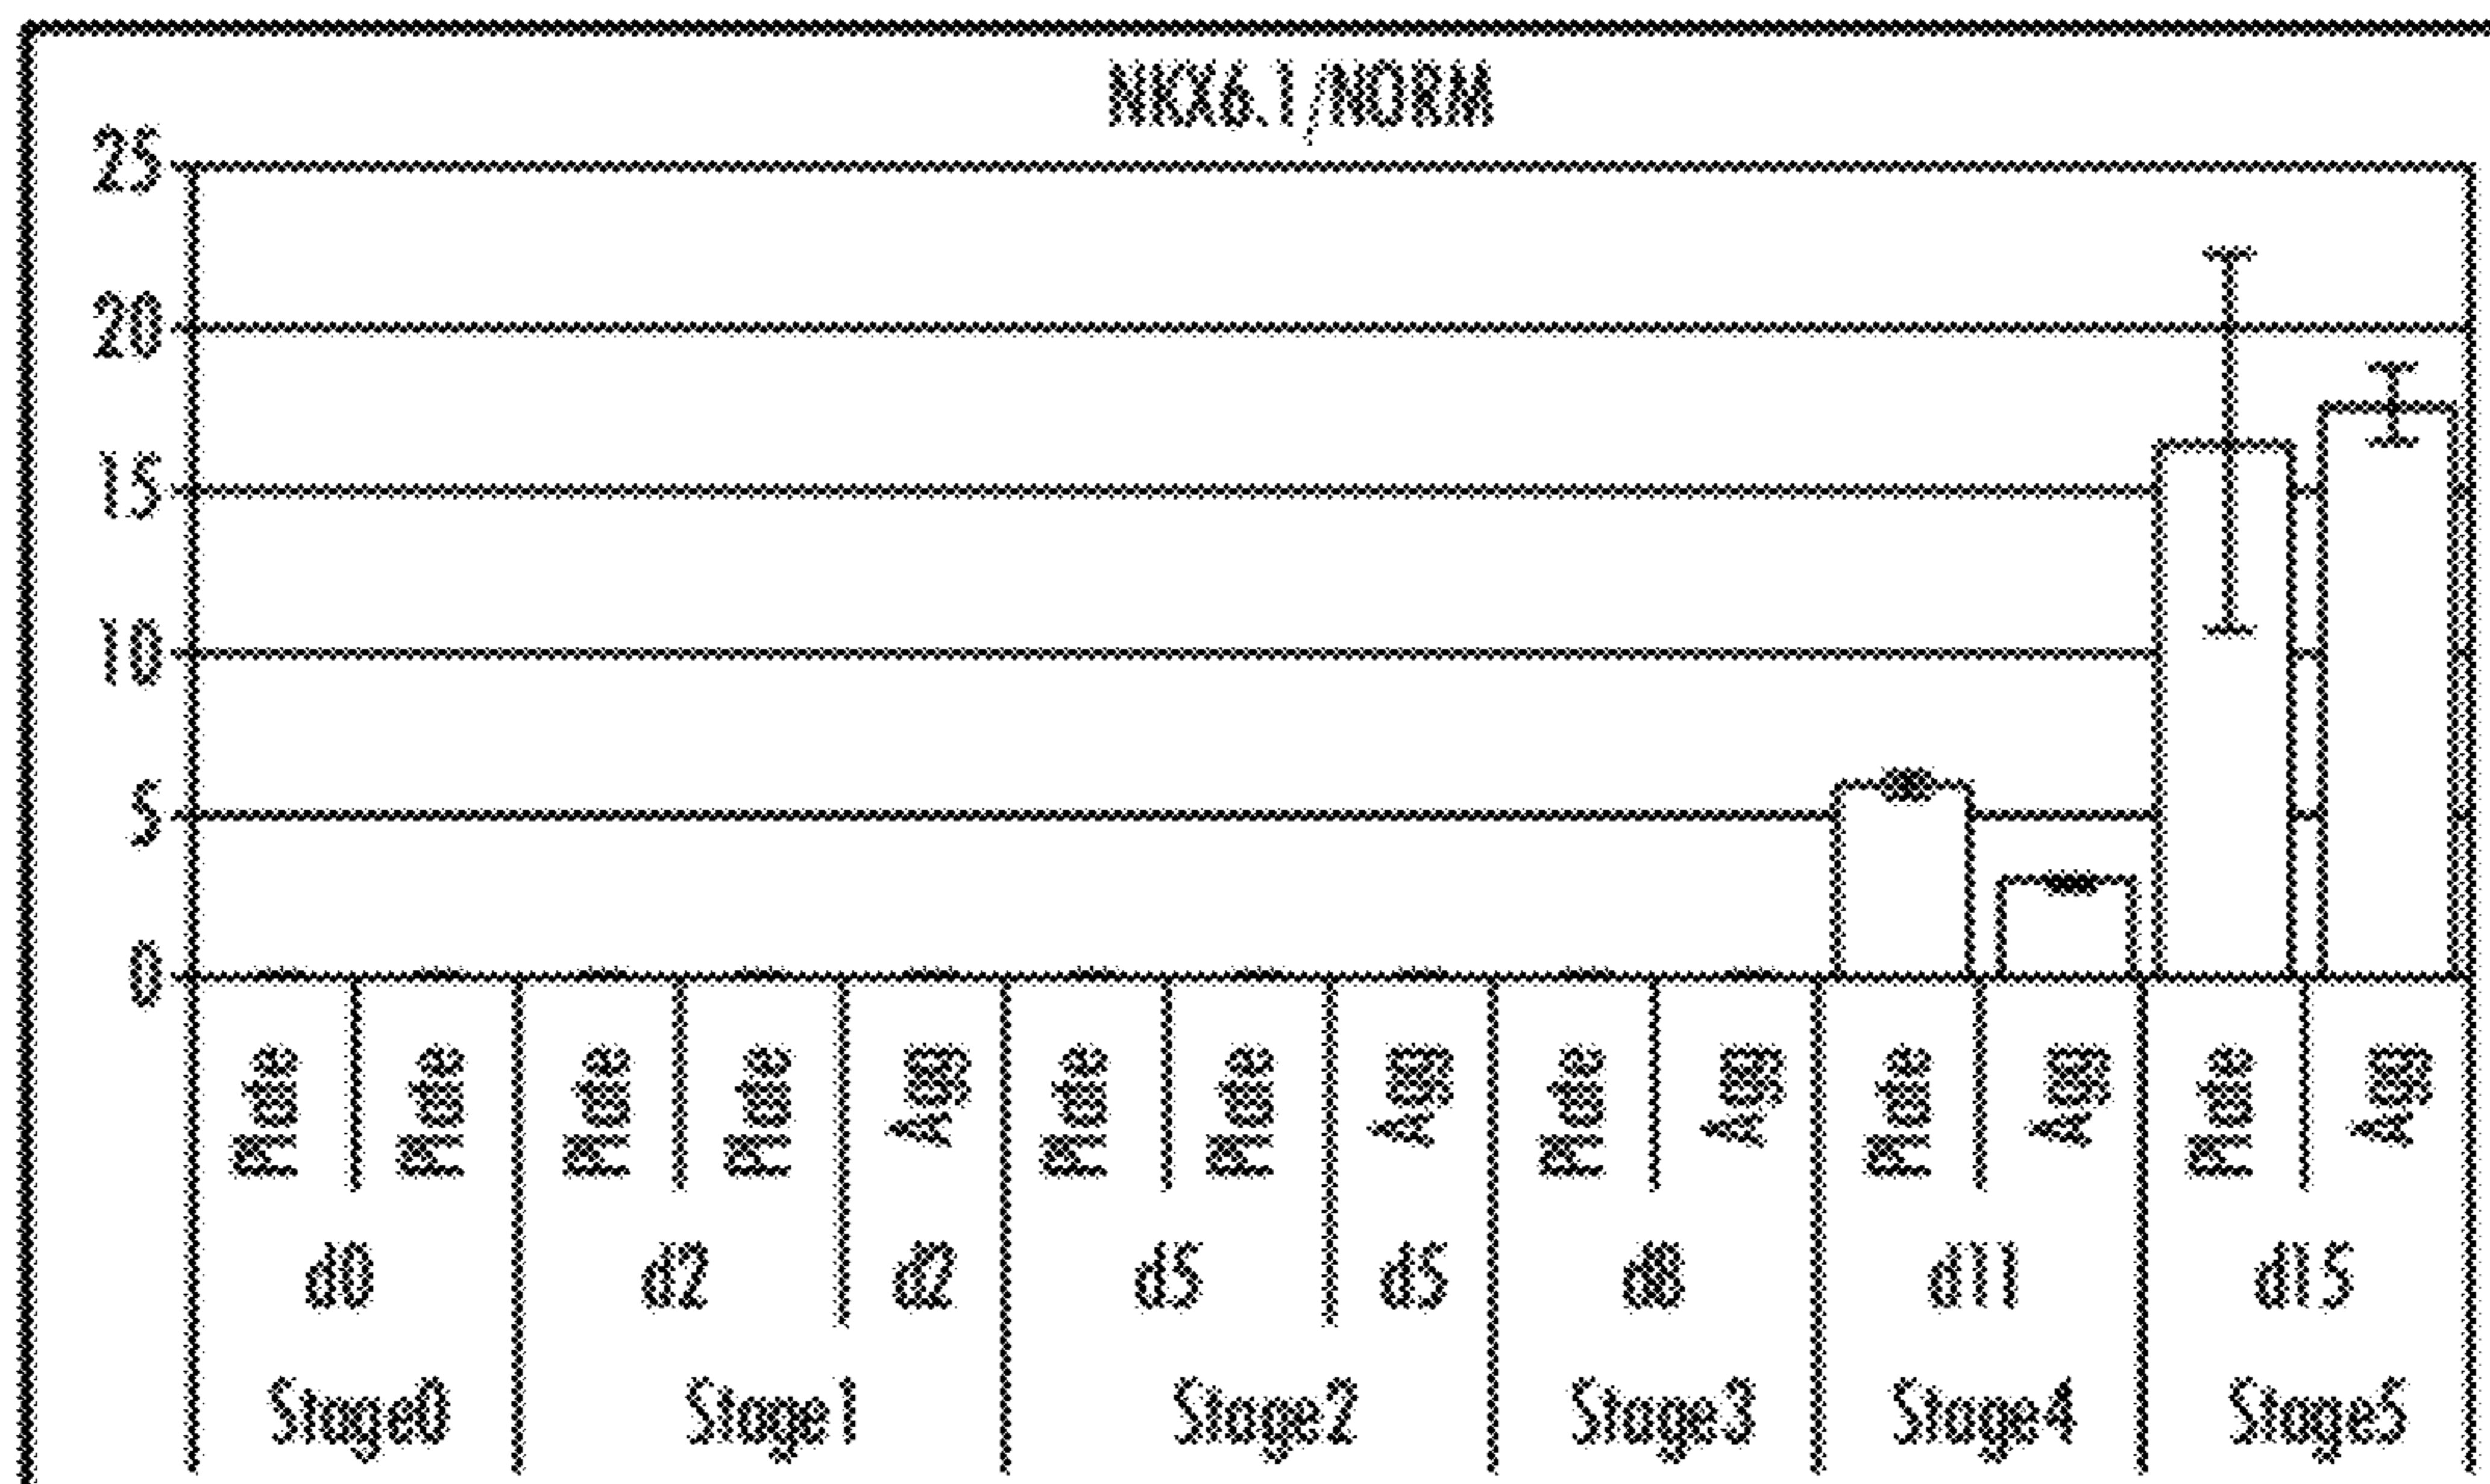 NKX6.1/NORM
25
20
15
10
5
0
Plate Plate Plate Plate Agg Plate Plate Agg Plate Agg Plate Agg Plate Agg
d0 d2 d2 d5 d5 d8 d11 d15
Stage0 Stage1 Stage2 Stage3 Stage4 Stage5